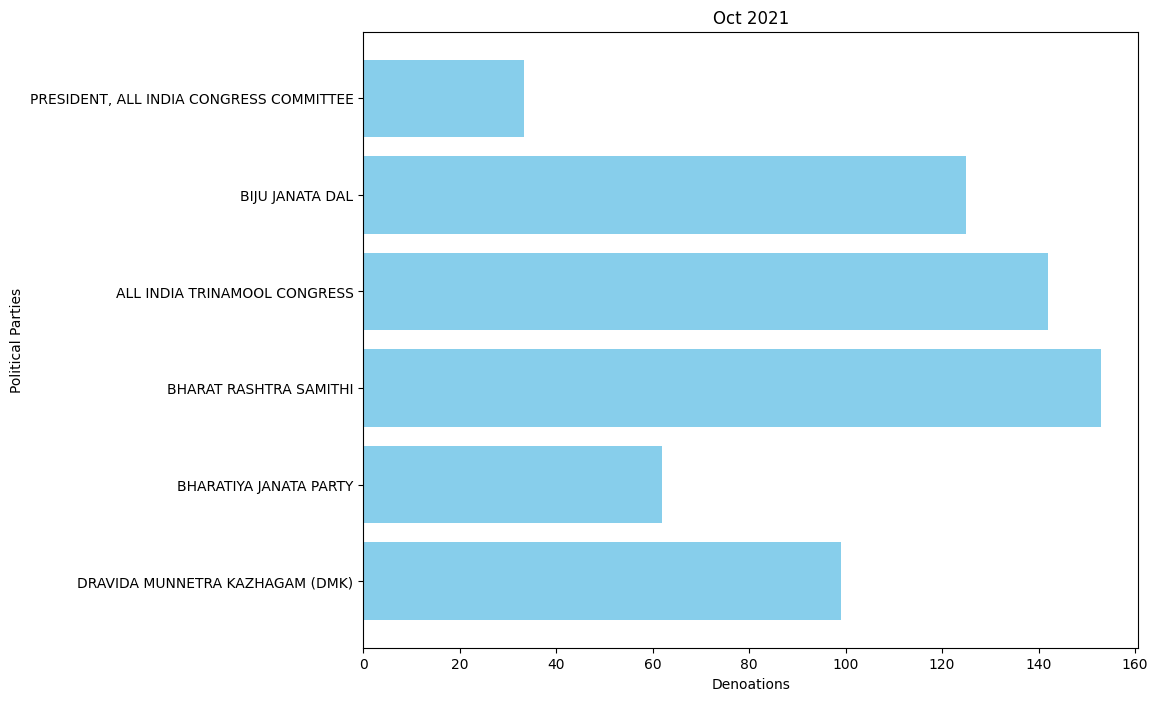 Oct 2021
Political Parties
PRESIDENT, ALL INDIA CONGRESS COMMITTEE
BIJU JANATA DAL
ALL INDIA TRINAMOOL CONGRESS
BHARAT RASHTRA SAMITHI
BHARATIYA JANATA PARTY
DRAVIDA MUNNETRA KAZHAGAM (DMK)
0 20 40 60 80 100 120 140 160
Denoations